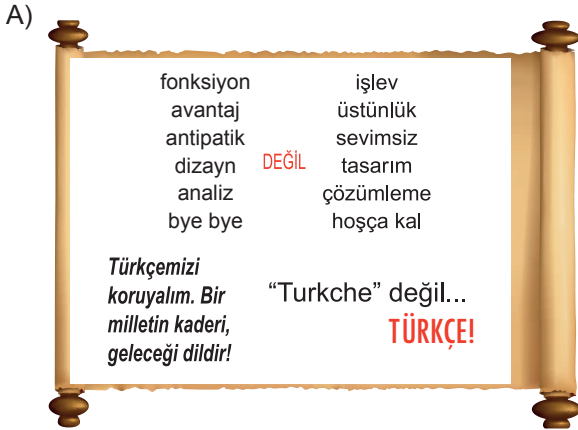 A)
fonksiyon işlev
avantaj üstünlük
antipatik sevimsiz
dizayn DEĞİL tasarım
analiz çözümleme
bye bye hoşça kal
Türkçemizi
koruyalım. Bir
milletin kaderi,
geleceği dildir!
“Turkche” değil...
TÜRKÇE!